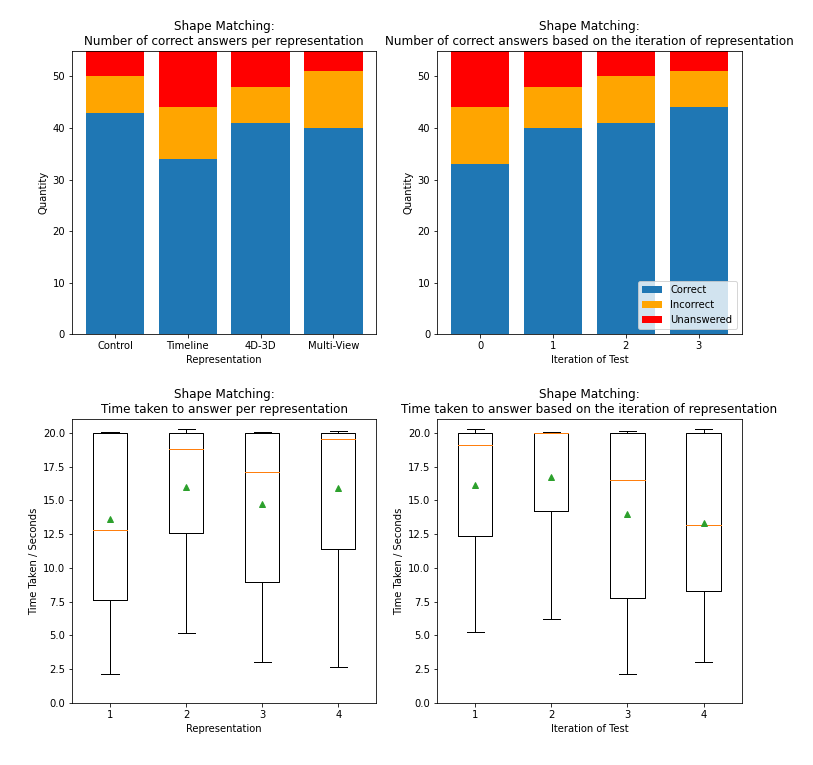 Shape Matching:
Number of correct answers per representation
Quantity
50
40
30
20
10
0
Control Timeline 4D-3D Multi-View
Representation
Shape Matching:
Number of correct answers based on the iteration of representation
Quantity
50
40
30
20
10
0
Correct
Incorrect
Unanswered
0 1 2 3
Iteration of Test
Shape Matching:
Time taken to answer per representation
Time Taken / Seconds
20.0
17.5
15.0
12.5
10.0
7.5
5.0
2.5
0.0
1 2 3 4
Representation
Shape Matching:
Time taken to answer based on the iteration of representation
Time Taken / Seconds
20.0
17.5
15.0
12.5
10.0
7.5
5.0
2.5
0.0
1 2 3 4
Iteration of Test